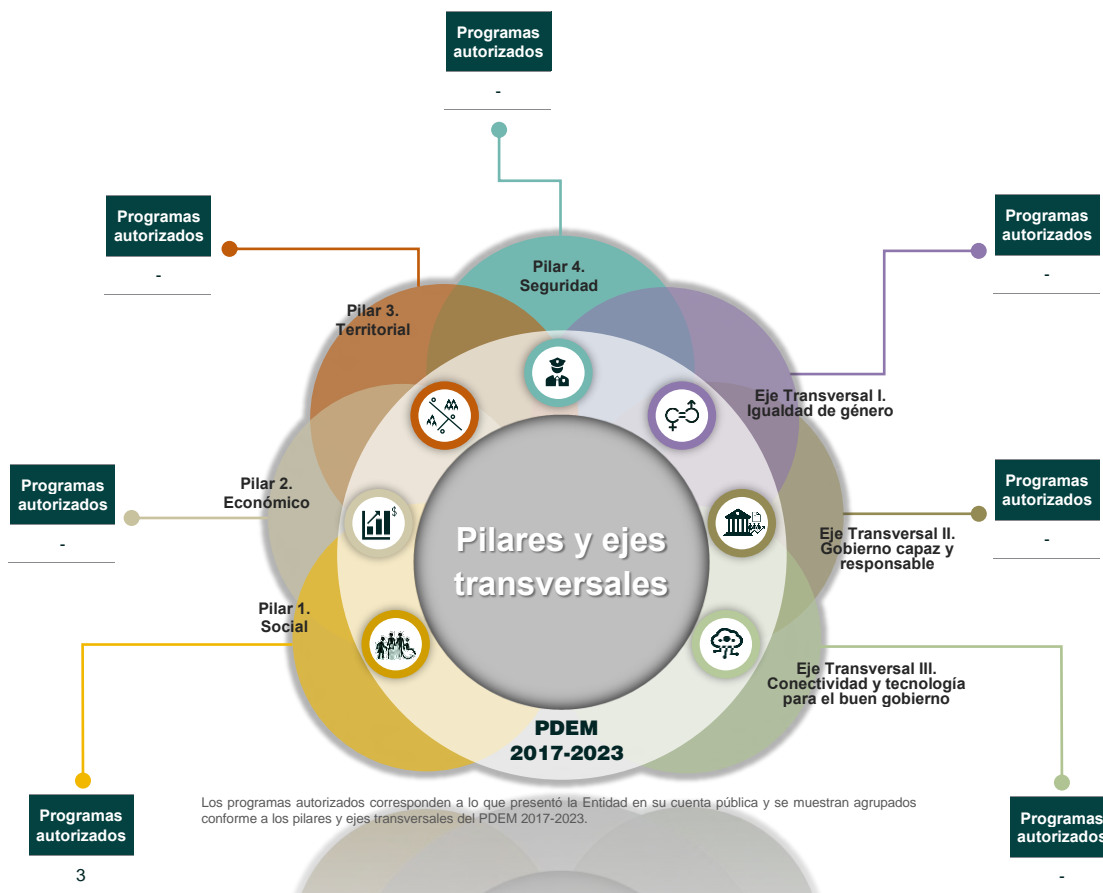 Programas
autorizados
-
Programas
autorizados
-
Programas
autorizados
-
Pilar 4.
Seguridad
Pilar 3.
Territorial
Eje Transversal I.
Igualdad de género
Programas
autorizados
-
Pilar 2.
Económico
$
Programas
autorizados
-
Pilares y ejes
transversales
Eje Transversal II.
Gobierno capaz y
responsable
Pilar 1.
Social
Eje Transversal III.
Conectividad y tecnología
para el buen gobierno
PDEM
2017-2023
Los programas autorizados corresponden a lo que presentó la Entidad en su cuenta pública y se muestran agrupados
conforme a los pilares y ejes transversales del PDEM 2017-2023.
Programas
autorizados
3
Programas
autorizados
-